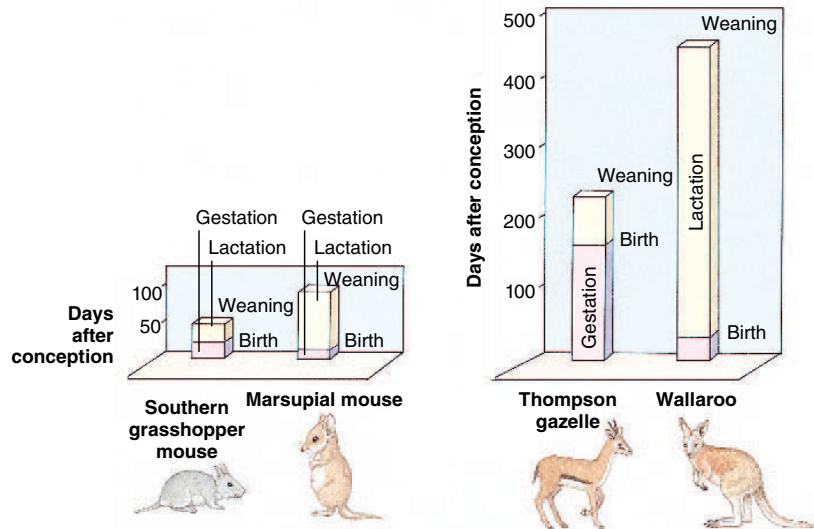 Gestation
Gestation
Lactation
Lactation
100
50
Weaning
Weaning
Birth
Birth
Days
after
conception
Southern
grasshopper
mouse
Marsupial mouse
500
400
300
200
100
Days after conception
Weaning
Weaning
Birth
Gestation
Lactation
Birth
Thompson
gazelle
Wallaroo